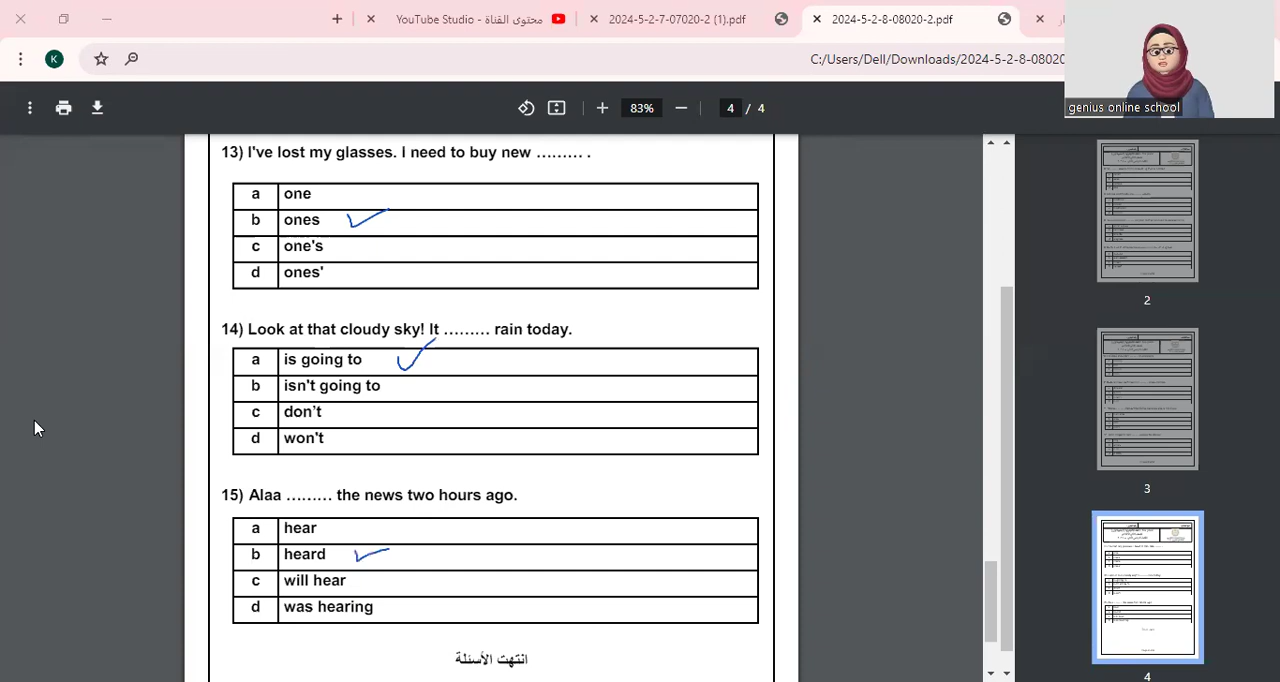 YouTube Studio - محتوى القناة
2024-5-2-7-07020-2 (1).pdf
2024-5-2-8-08020-2.pdf
K
C:/Users/Dell/Downloads/2024-5-2-8-0802
genius online school
83%
4 / 4
13) I've lost my glasses. I need to buy new ……… .
a one
b ones
c one's
d ones'
14) Look at that cloudy sky! It ……… rain today.
a is going to
b isn't going to
c don’t
d won't
15) Alaa ……… the news two hours ago.
a hear
b heard
c will hear
d was hearing
انتهت الأسئلة
2
3
4